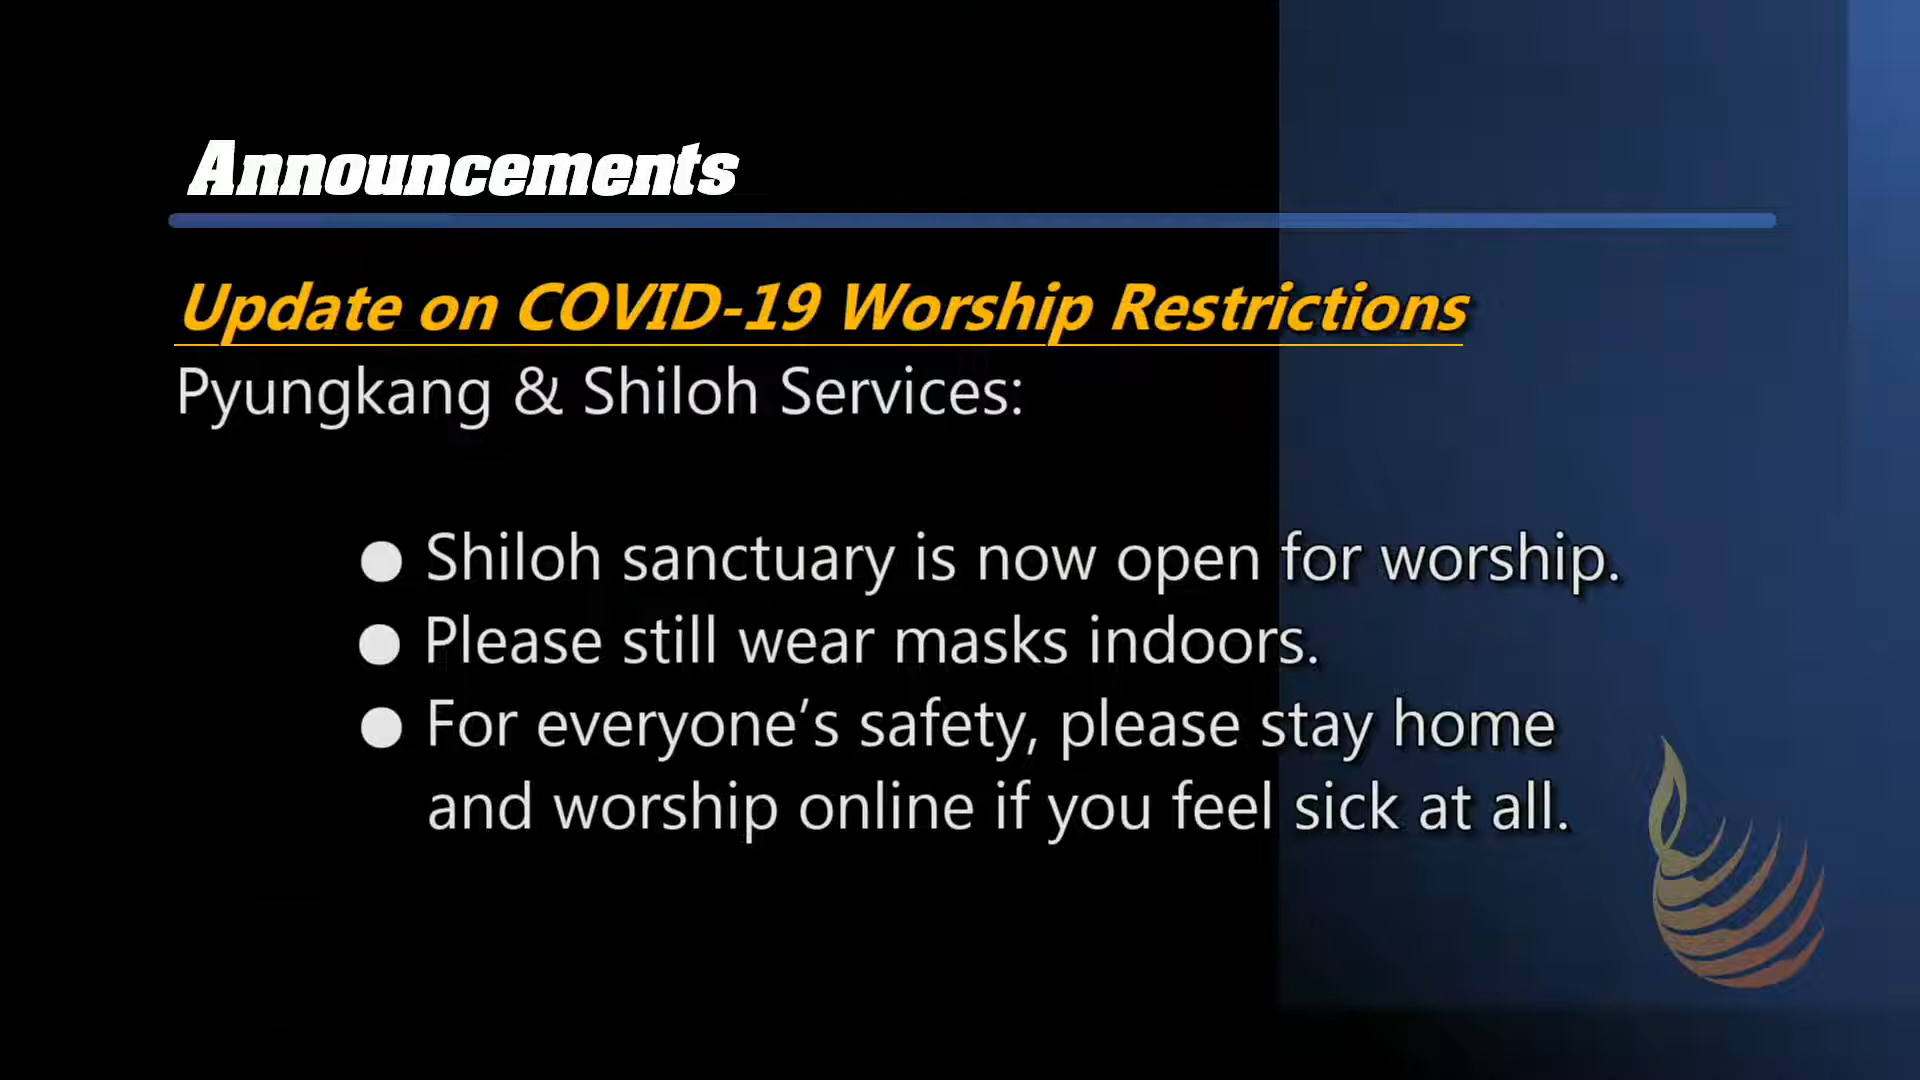 Announcements
Update on COVID-19 Worship Restrictions
Pyungkang & Shiloh Services:
● Shiloh sanctuary is now open for worship.
● Please still wear masks indoors.
● For everyone’s safety, please stay home
and worship online if you feel sick at all.